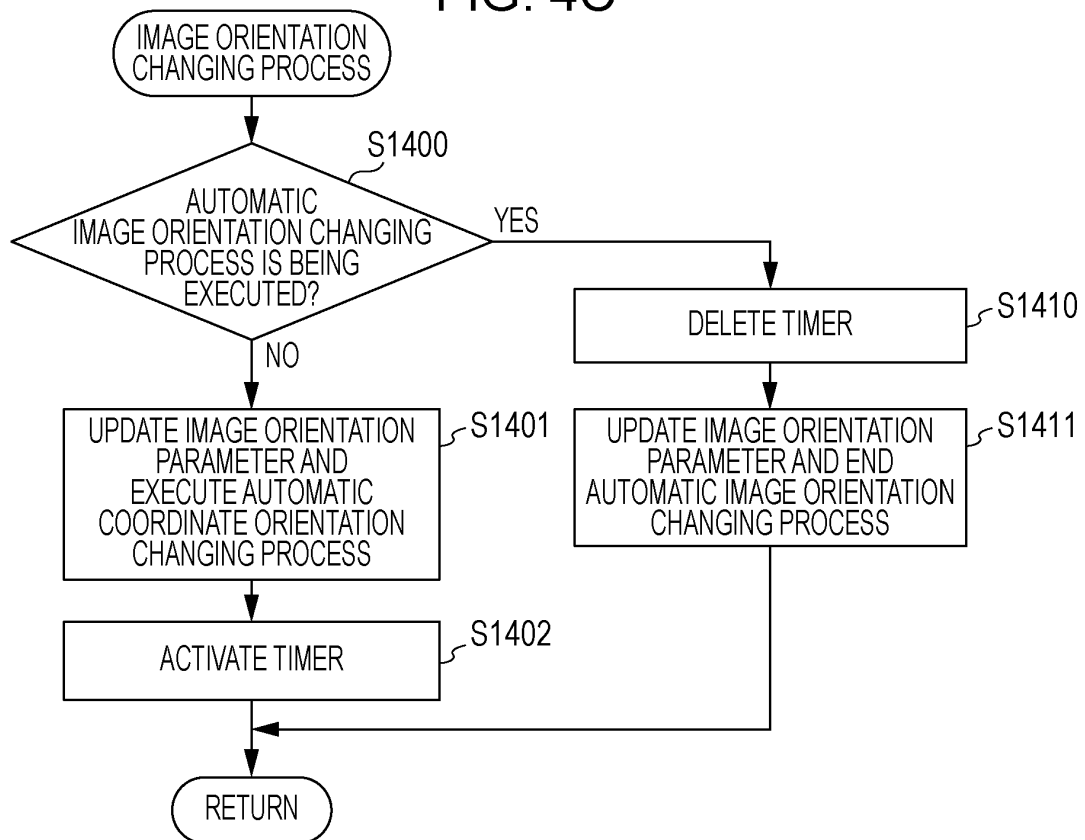 FIG. 4C
IMAGE ORIENTATION
CHANGING PROCESS
S1400
AUTOMATIC
IMAGE ORIENTATION CHANGING
PROCESS IS BEING
EXECUTED?
YES
NO
DELETE TIMER
S1410
UPDATE IMAGE ORIENTATION
PARAMETER AND
EXECUTE AUTOMATIC
COORDINATE ORIENTATION
CHANGING PROCESS
S1401
UPDATE IMAGE ORIENTATION
PARAMETER AND END
AUTOMATIC IMAGE ORIENTATION
CHANGING PROCESS
S1411
ACTIVATE TIMER
S1402
RETURN